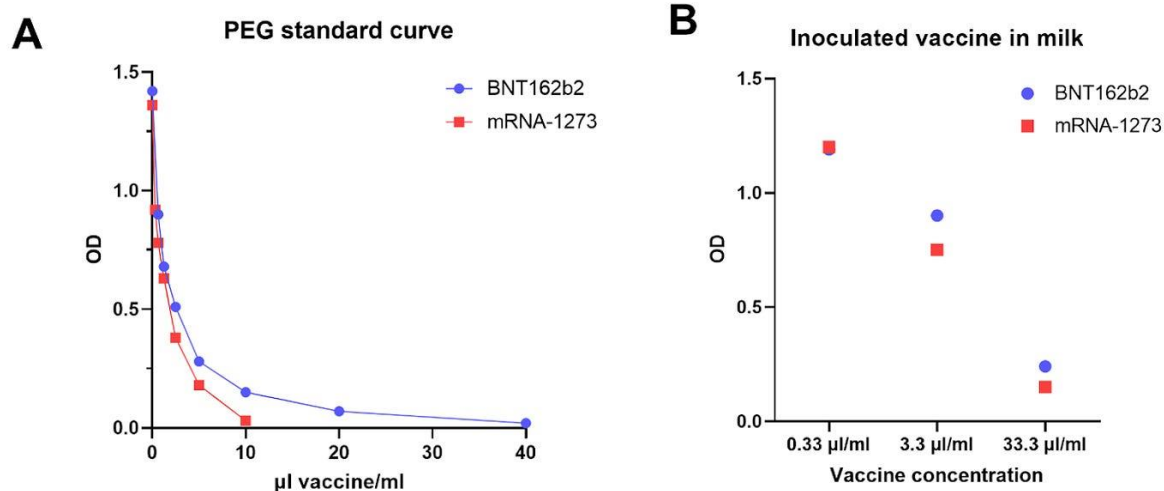 A
PEG standard curve
BNT162b2
mRNA-1273
1.5
1.0
0.5
0.0
OD
0 10 20 30 40
µl vaccine/ml
B
Inoculated vaccine in milk
BNT162b2
mRNA-1273
1.5
1.0
0.5
0.0
OD
0.33 µl/ml 3.3 µl/ml 33.3 µl/ml
Vaccine concentration